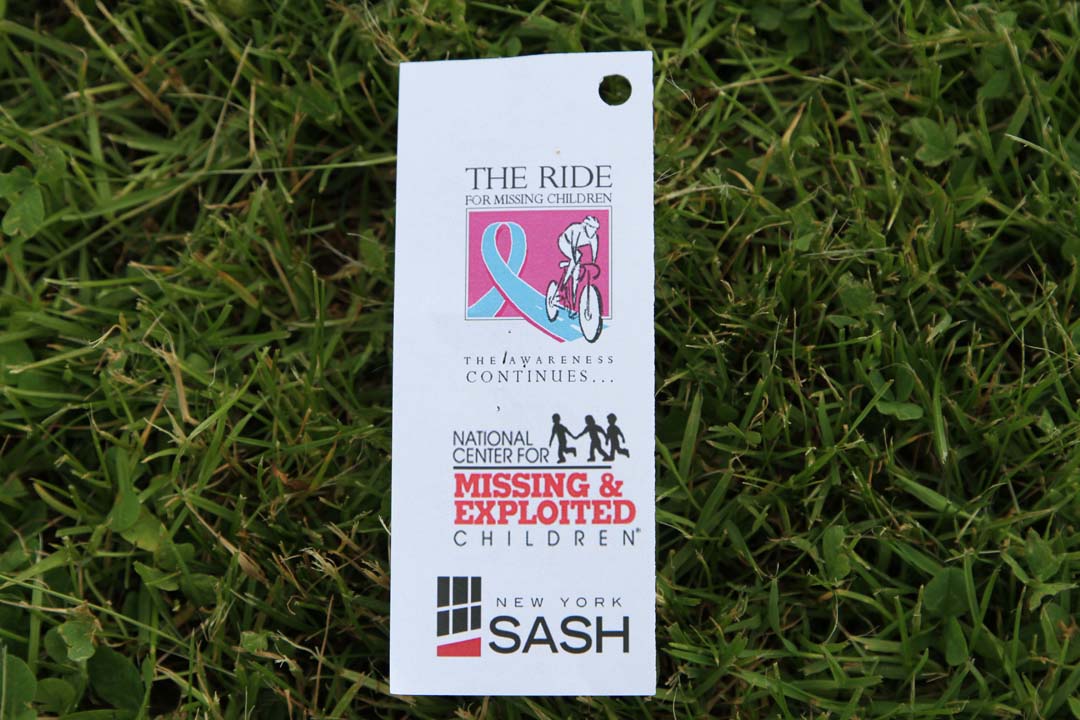 THE RIDE
FOR MISSING CHILDREN
THE AWARENESS
CONTINUES...
NATIONAL
CENTER FOR
MISSING &
EXPLOITED
CHILDREN®
NEW YORK
SASH